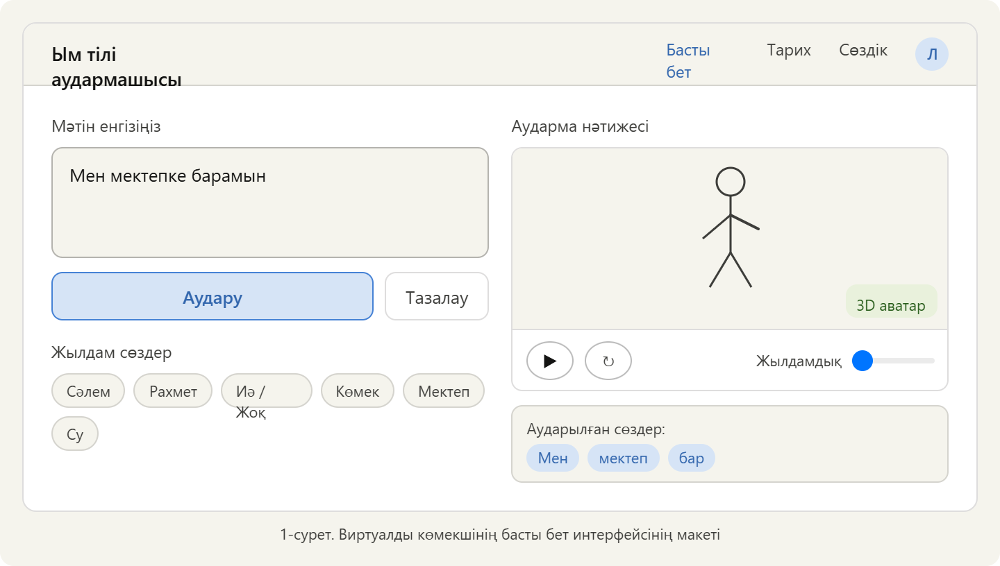 Ым тілі
аудармашысы
Басты
бет
Тарих
Сөздік
Л
Мәтін енгізіңіз
Мен мектепке барамын
Аудару
Тазалау
Жылдам сөздер
Сәлем
Рахмет
Иә /
Жоқ
Көмек
Мектеп
Су
Аударма нәтижесі
3D аватар
Жылдамдық
Аударылған сөздер:
Мен
мектеп
бар
1-сурет. Виртуалды көмекшінің басты бет интерфейсінің макеті